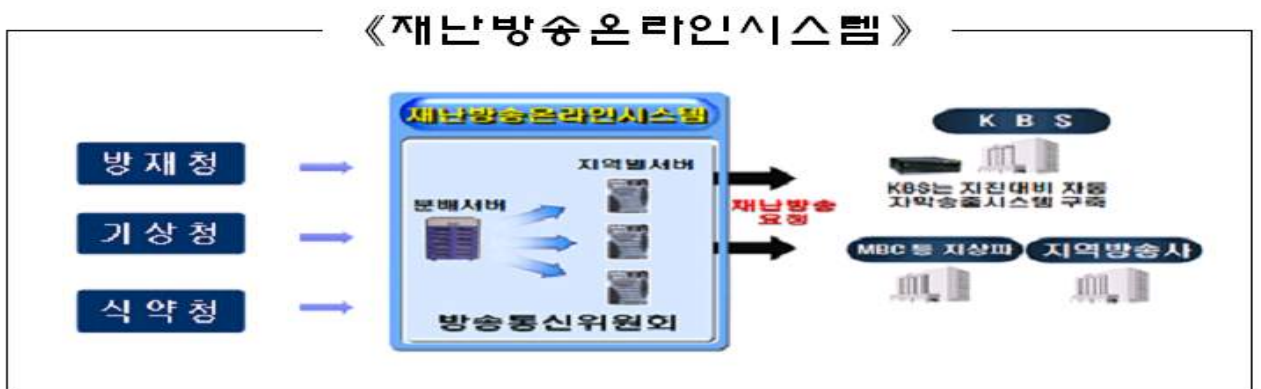 《재난방송온라인시스템》
방재청
기상청
식약청
재난방송온라인시스템
지역별서버
분배서버
방송통신위원회
재난방송
요청
KBS
KBS는 지진대비 자동
자막송출시스템 구축
MBC 등 지상파
지역방송사